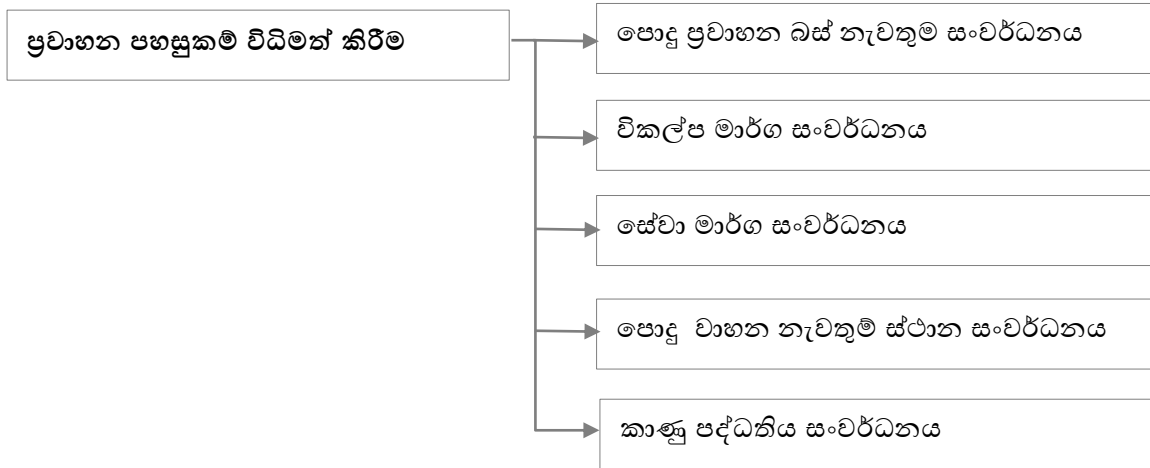 ප්‍රවාහන පහසුකම් විධිමත් කිරීම
පොදු ප්‍රවාහන බස් නැවතුම සංවර්ධනය
විකල්ප මාර්ග සංවර්ධනය
සේවා මාර්ග සංවර්ධනය
පොදු වාහන නැවතුම් ස්ථාන සංවර්ධනය
කාණු පද්ධතිය සංවර්ධනය